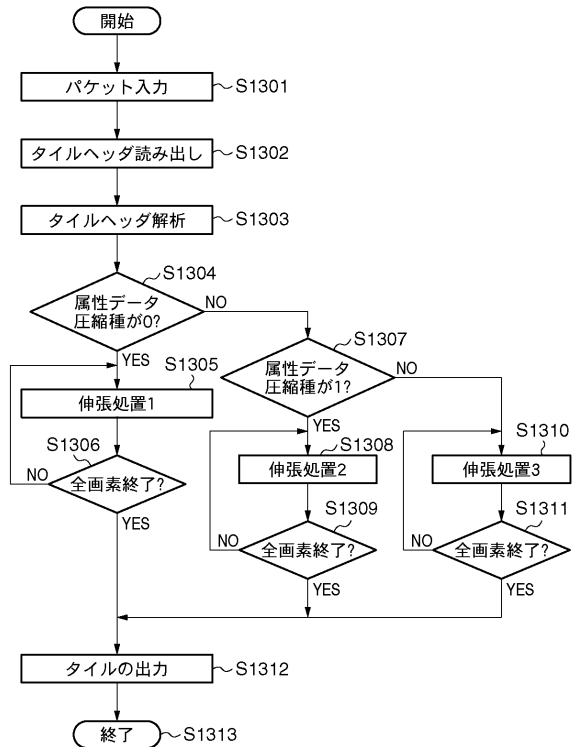 開始
パケット入力
S1301
タイルヘッダ読み出し
S1302
タイルヘッダ解析
S1303
S1304
属性データ
圧縮種が0?
NO
YES
S1305
伸張処置1
S1306
全画素終了?
NO
YES
S1307
属性データ
圧縮種が1?
NO
YES
S1308
伸張処置2
S1309
全画素終了?
NO
YES
S1310
伸張処置3
S1311
全画素終了?
NO
YES
タイルの出力
S1312
終了
S1313